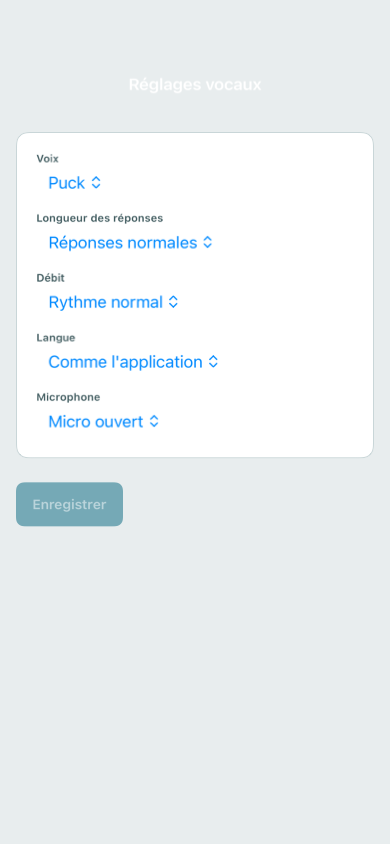 Réglages vocaux
Voix
Puck
Longueur des réponses
Réponses normales
Débit
Rythme normal
Langue
Comme l'application
Microphone
Micro ouvert
Enregistrer